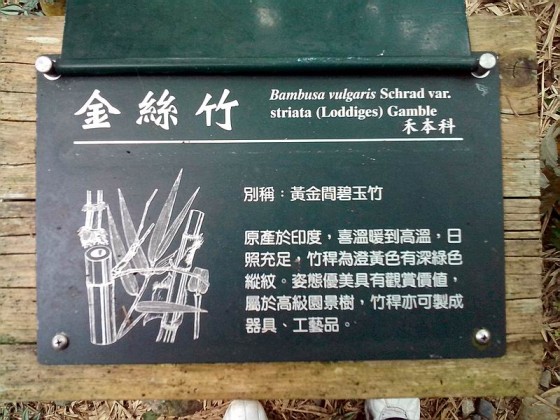 金絲竹
Bambusa vulgaris Schrad var.
striata (Loddiges) Gamble
禾本科
別稱：黃金間碧玉竹
原產於印度，喜溫暖到高溫，日
照充足，竹稈為澄黃色有深綠色
縱紋。姿態優美具有觀賞價值，
屬於高級園景樹，竹稈亦可製成
器具、工藝品。